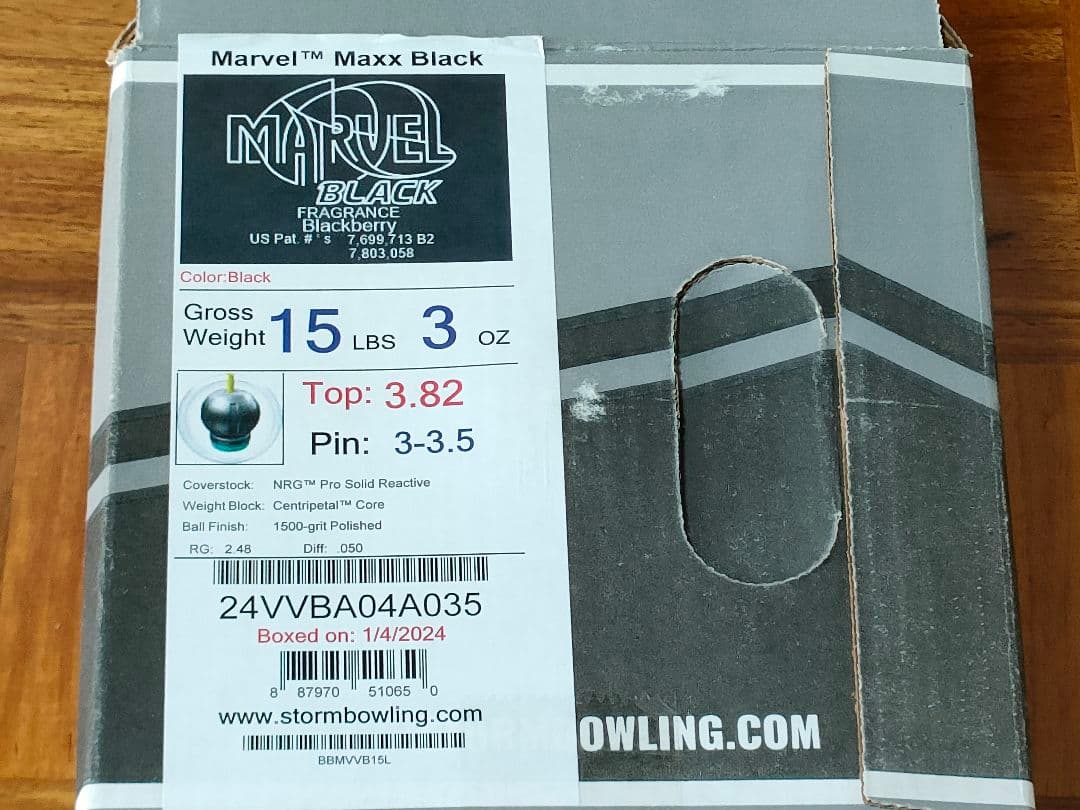 Marvel™ Maxx Black
MARVEL
BLACK
FRAGRANCE
Blackberry
US Pat. # ' s 7,699,713 B2
7,803,058
Color:Black
Gross
Weight 15 LBS 3 OZ
Top: 3.82
Pin: 3-3.5
Coverstock: NRG™ Pro Solid Reactive
Weight Block: Centripetal™ Core
Ball Finish: 1500-grit Polished
RG: 2.48 Diff: .050
24VVBA04A035
Boxed on: 1/4/2024
8 87970 51065 0
www.stormbowling.com
BBMVVB15L
OWLING.COM